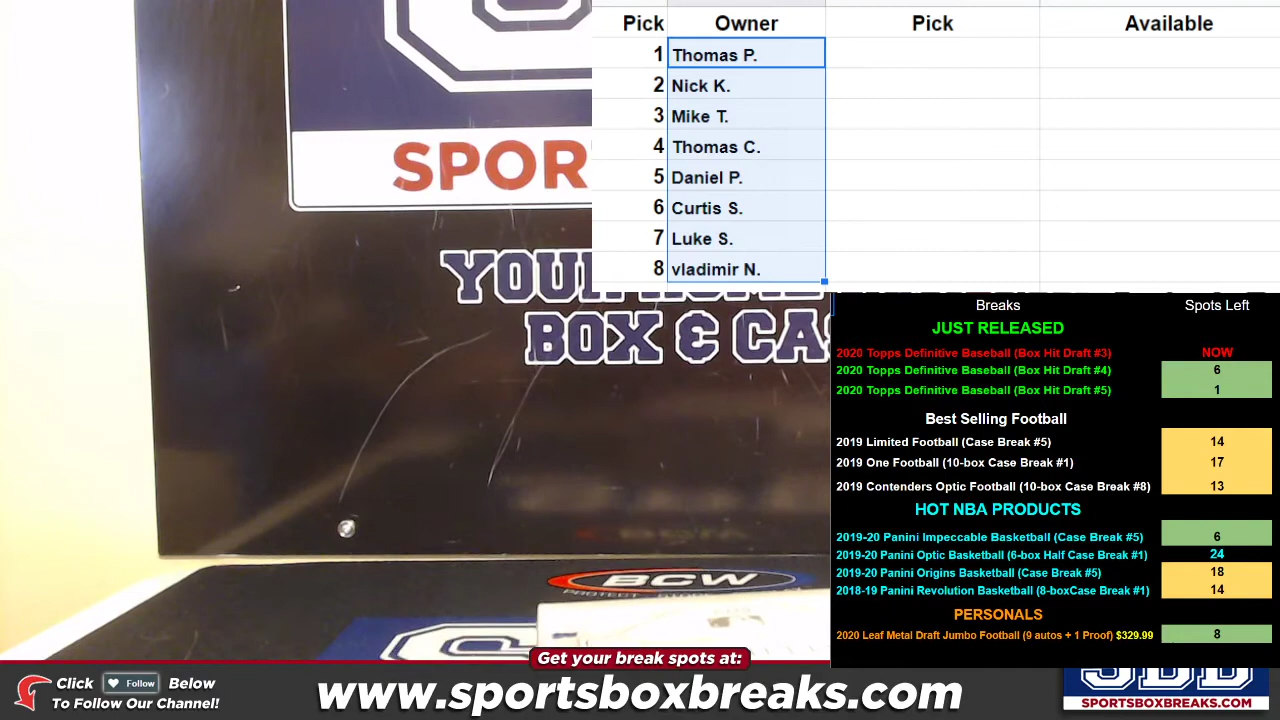 Pick Owner Pick Available
1 Thomas P.
2 Nick K.
3 Mike T.
4 Thomas C.
5 Daniel P.
6 Curtis S.
7 Luke S.
8 vladimir N.
SPOR
YOUR
BOX & CA
BCW
Breaks Spots Left
JUST RELEASED
2020 Topps Definitive Baseball (Box Hit Draft #3) NOW
2020 Topps Definitive Baseball (Box Hit Draft #4) 6
2020 Topps Definitive Baseball (Box Hit Draft #5) 1
Best Selling Football
2019 Limited Football (Case Break #5) 14
2019 One Football (10-box Case Break #1) 17
2019 Contenders Optic Football (10-box Case Break #8) 13
HOT NBA PRODUCTS
2019-20 Panini Impeccable Basketball (Case Break #5) 6
2019-20 Panini Optic Basketball (6-box Half Case Break #1) 24
2019-20 Panini Origins Basketball (Case Break #5) 18
2018-19 Panini Revolution Basketball (8-boxCase Break #1) 14
PERSONALS
2020 Leaf Metal Draft Jumbo Football (9 autos + 1 Proof) $329.99 8
Get your break spots at:
Click Follow Below
To Follow Our Channel!
www.sportsboxbreaks.com
SBB
SPORTSBOXBREAKS.COM